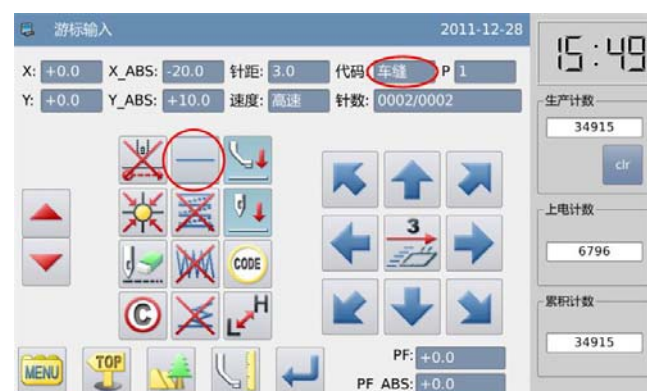 游标输入 2011-12-28
X: +0.0 X_ABS: -20.0 针距: 3.0 代码: 车缝 P 1
Y: +0.0 Y_ABS: +10.0 速度: 高速 针数: 0002/0002
15:49
生产计数
34915
clr
上电计数
6796
累积计数
34915
3
CODE
C
H
MENU
TOP
PF: +0.0
PF_ABS: +0.0